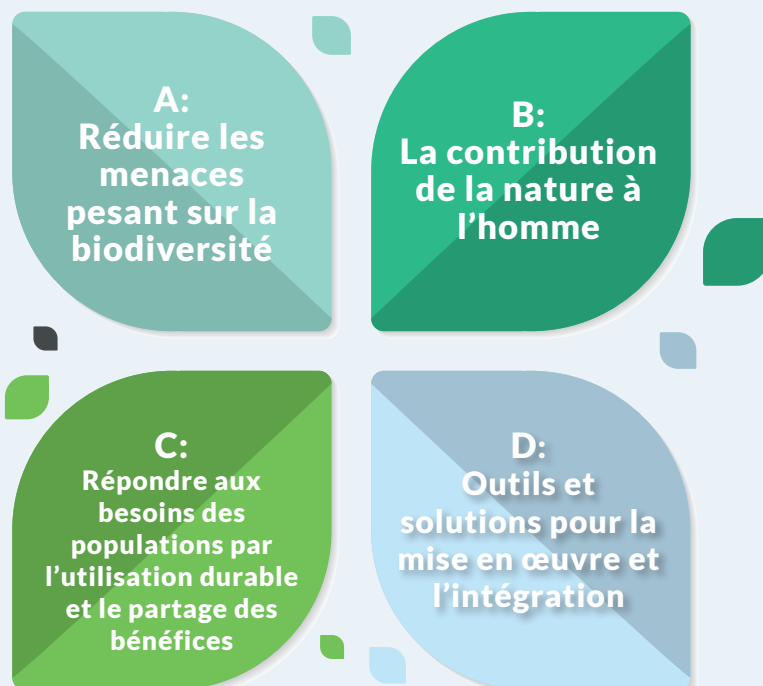 A:
Réduire les
menaces
pesant sur la
biodiversité
B:
La contribution
de la nature à
l’homme
C:
Répondre aux
besoins des
populations par
l’utilisation durable
et le partage des
bénéfices
D:
Outils et
solutions pour la
mise en œuvre et
l’intégration